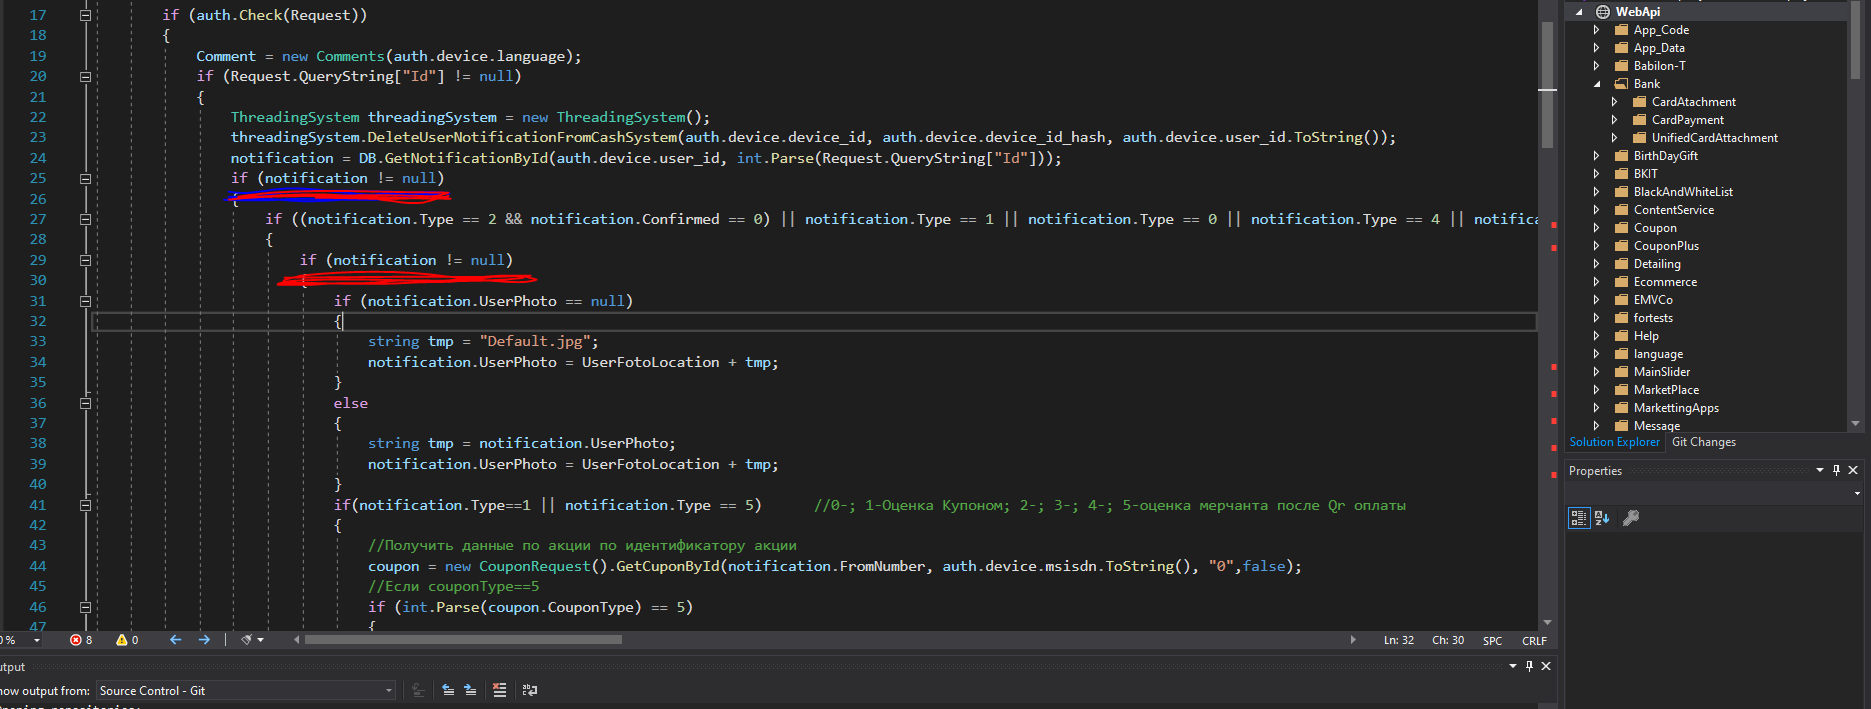 17 if (auth.Check(Request))
18 {
19 Comment = new Comments(auth.device.language);
20 if (Request.QueryString["Id"] != null)
21 {
22 ThreadingSystem threadingSystem = new ThreadingSystem();
23 threadingSystem.DeleteUserNotificationFromCashSystem(auth.device.device_id, auth.device.device_id_hash, auth.device.user_id.ToString());
24 notification = DB.GetNotificationById(auth.device.user_id, int.Parse(Request.QueryString["Id"]));
25 if (notification != null)
26 {
27 if ((notification.Type == 2 && notification.Confirmed == 0) || notification.Type == 1 || notification.Type == 0 || notification.Type == 4 || notifica
28 {
29 if (notification != null)
30 {
31 if (notification.UserPhoto == null)
32 {
33 string tmp = "Default.jpg";
34 notification.UserPhoto = UserFotoLocation + tmp;
35 }
36 else
37 {
38 string tmp = notification.UserPhoto;
39 notification.UserPhoto = UserFotoLocation + tmp;
40 }
41 if(notification.Type==1 || notification.Type == 5) //0-; 1-Оценка Купоном; 2-; 3-; 4-; 5-оценка мерчанта после Qr оплаты
42 {
43 //Получить данные по акции по идентификатору акции
44 coupon = new CouponRequest().GetCuponById(notification.FromNumber, auth.device.msisdn.ToString(), "0",false);
45 //Если couponType==5
46 if (int.Parse(coupon.CouponType) == 5)
47 {
0 % 8 0 Ln: 32 Ch: 30 SPC CRLF
utput
how output from: Source Control - Git
WebApi
App_Code
App_Data
Babilon-T
Bank
CardAtachment
CardPayment
UnifiedCardAttachment
BirthDayGift
BKIT
BlackAndWhiteList
ContentService
Coupon
CouponPlus
Detailing
Ecommerce
EMVCo
fortests
Help
language
MainSlider
MarketPlace
MarkettingApps
Message
Solution Explorer Git Changes
Properties